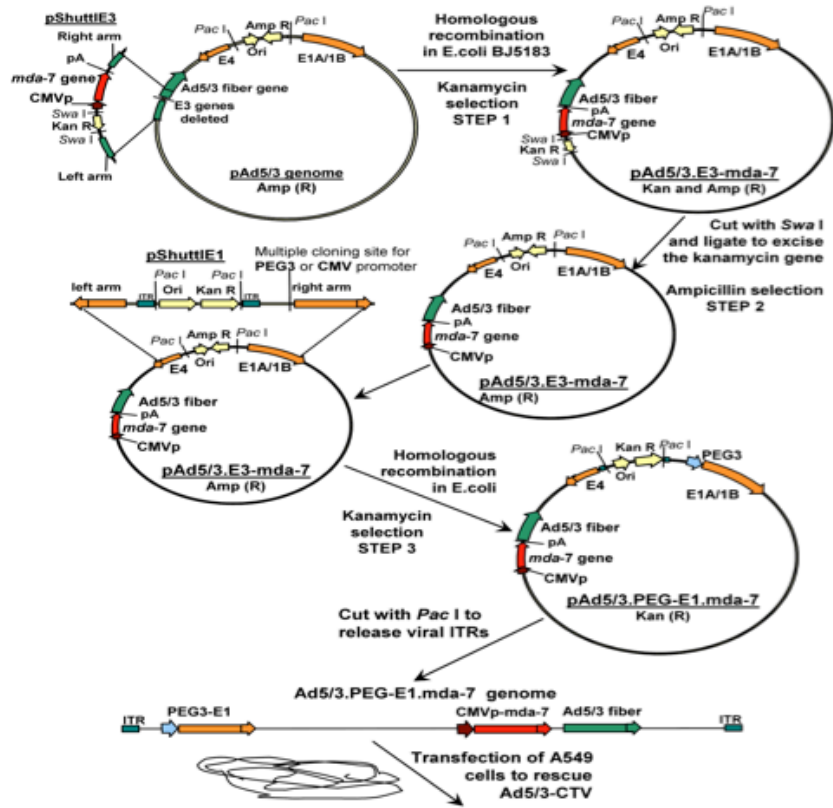 pShuttlE3
Right arm
pA
mda-7 gene
CMVp
Swa I
Kan R
Swa I
Left arm
Pac I
Amp R
Pac I
E4
Ori
E1A/1B
Ad5/3 fiber gene
E3 genes
deleted
pAd5/3 genome
Amp (R)
Homologous
recombination
in E.coli BJ5183
Kanamycin
selection
STEP 1
Pac I
Amp R
Pac I
E4
Ori
E1A/1B
Ad5/3 fiber
pA
mda-7 gene
CMVp
Swa I
Kan R
Swa I
pAd5/3.E3-mda-7
Kan and Amp (R)
Cut with Swa I
and ligate to excise
the kanamycin gene
Ampicillin selection
STEP 2
Pac I
Amp R
Pac I
E4
Ori
E1A/1B
Ad5/3 fiber
pA
mda-7 gene
CMVp
pAd5/3.E3-mda-7
Amp (R)
pShuttlE1
Multiple cloning site for
PEG3 or CMV promoter
left arm
ITR
Pac I
Ori
Kan R
Pac I
ITR
right arm
Pac I
Amp R
Pac I
E4
Ori
E1A/1B
Ad5/3 fiber
pA
mda-7 gene
CMVp
pAd5/3.E3-mda-7
Amp (R)
Homologous
recombination
in E.coli
Kanamycin
selection
STEP 3
Pac I
Kan R
Pac I
PEG3
E4
Ori
E1A/1B
Ad5/3 fiber
pA
mda-7 gene
CMVp
pAd5/3.PEG-E1.mda-7
Kan (R)
Cut with Pac I to
release viral ITRs
Ad5/3.PEG-E1.mda-7 genome
ITR
PEG3-E1
CMVp-mda-7
Ad5/3 fiber
ITR
Transfection of A549
cells to rescue
Ad5/3-CTV